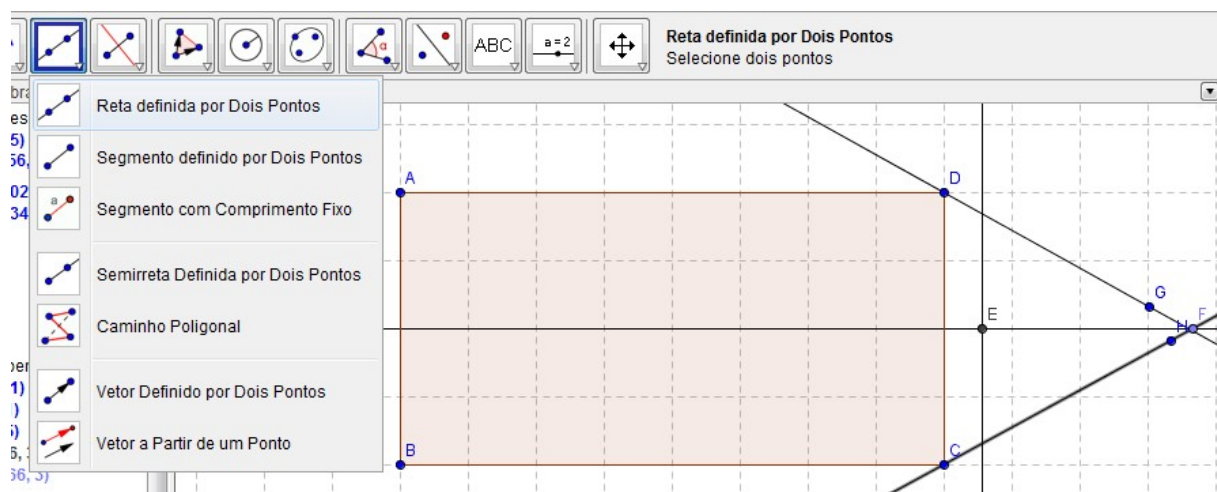 ABC
a=2
α
Reta definida por Dois Pontos
Selecione dois pontos
Reta definida por Dois Pontos
Segmento definido por Dois Pontos
a
Segmento com Comprimento Fixo
Semirreta Definida por Dois Pontos
Caminho Poligonal
Vetor Definido por Dois Pontos
Vetor a Partir de um Ponto
A
D
G
E
H
F
B
C